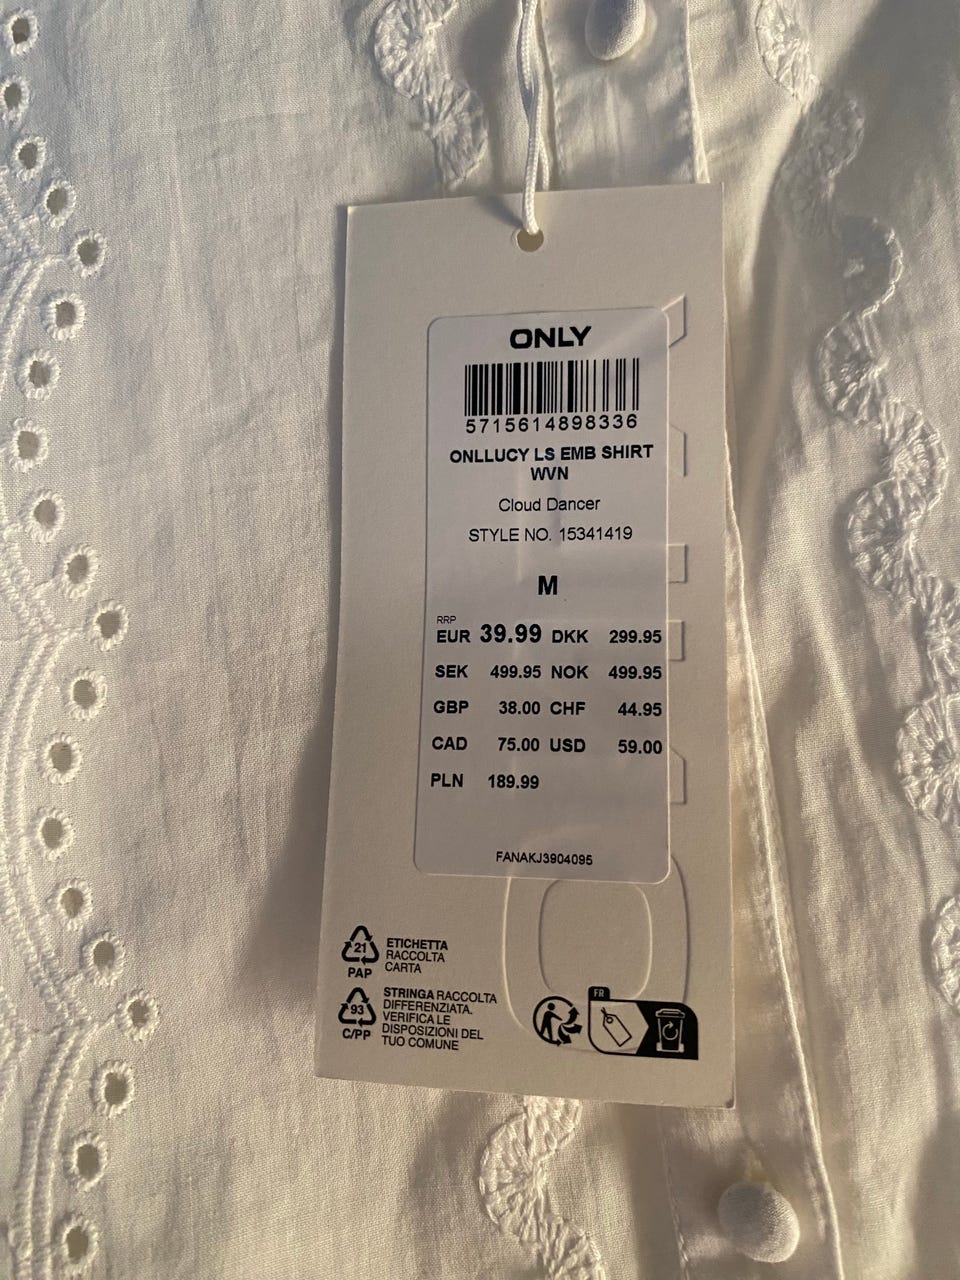 ONLY
5715614898336
ONLLUCY LS EMB SHIRT
WVN
Cloud Dancer
STYLE NO. 15341419
M
RRP
EUR 39.99 DKK 299.95
SEK 499.95 NOK 499.95
GBP 38.00 CHF 44.95
CAD 75.00 USD 59.00
PLN 189.99
FANAKJ3904095
21
PAP
ETICHETTA
RACCOLTA
CARTA
93
C/PP
STRINGA RACCOLTA
DIFFERENZIATA.
VERIFICA LE
DISPOSIZIONI DEL
TUO COMUNE
FR